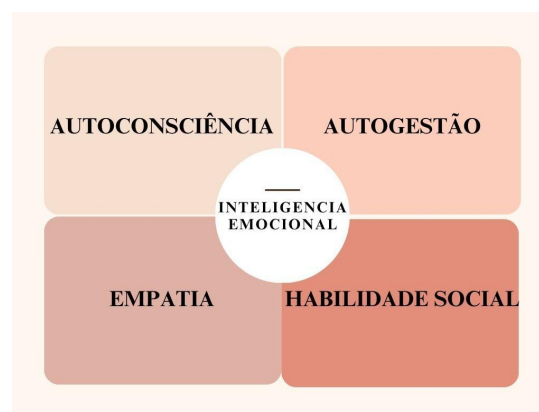 AUTOCONSCIÊNCIA
AUTOGESTÃO
INTELIGENCIA
EMOCIONAL
EMPATIA
HABILIDADE SOCIAL